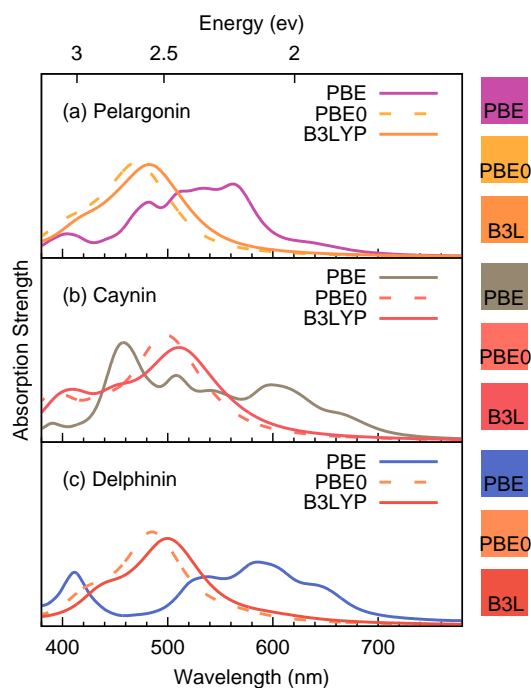 Energy (ev)
3 2.5 2
(a) Pelargonin
PBE
PBE0
B3LYP
PBE
PBE0
B3L
(b) Caynin
PBE
PBE0
B3LYP
PBE
PBE0
B3L
(c) Delphinin
PBE
PBE0
B3LYP
PBE
PBE0
B3L
Absorption Strength
400 500 600 700
Wavelength (nm)